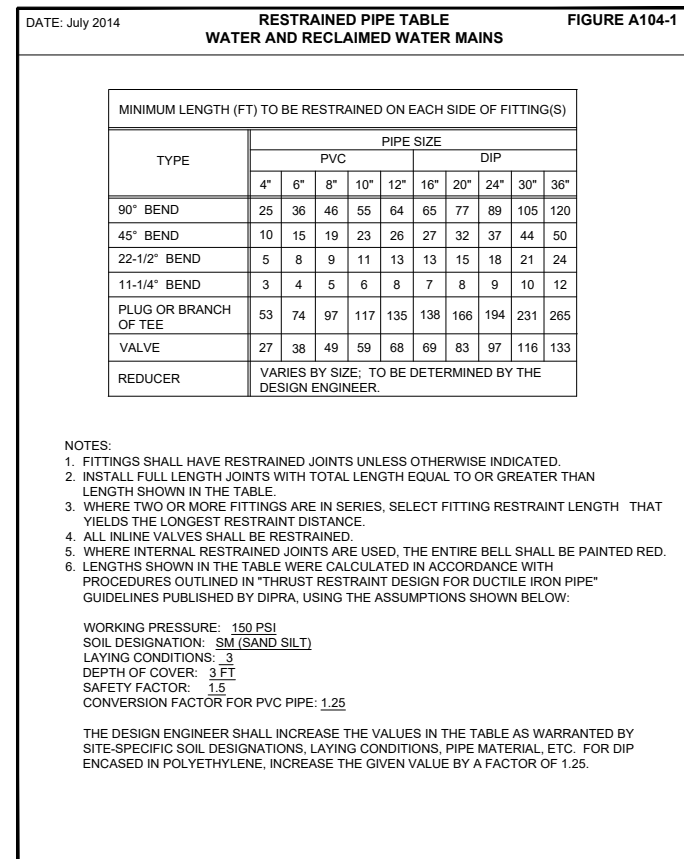 DATE: July 2014
RESTRAINED PIPE TABLE
FIGURE A104-1
WATER AND RECLAIMED WATER MAINS
MINIMUM LENGTH (FT) TO BE RESTRAINED ON EACH SIDE OF FITTING(S)
TYPE
PIPE SIZE
PVC DIP
4" 6" 8" 10" 12" 16" 20" 24" 30" 36"
90° BEND 25 36 46 55 64 65 77 89 105 120
45° BEND 10 15 19 23 26 27 32 37 44 50
22-1/2° BEND 5 8 9 11 13 13 15 18 21 24
11-1/4° BEND 3 4 5 6 8 7 8 9 10 12
PLUG OR BRANCH
OF TEE 53 74 97 117 135 138 166 194 231 265
VALVE 27 38 49 59 68 69 83 97 116 133
REDUCER VARIES BY SIZE; TO BE DETERMINED BY THE
DESIGN ENGINEER.
NOTES:
1. FITTINGS SHALL HAVE RESTRAINED JOINTS UNLESS OTHERWISE INDICATED.
2. INSTALL FULL LENGTH JOINTS WITH TOTAL LENGTH EQUAL TO OR GREATER THAN
LENGTH SHOWN IN THE TABLE.
3. WHERE TWO OR MORE FITTINGS ARE IN SERIES, SELECT FITTING RESTRAINT LENGTH THAT
YIELDS THE LONGEST RESTRAINT DISTANCE.
4. ALL INLINE VALVES SHALL BE RESTRAINED.
5. WHERE INTERNAL RESTRAINED JOINTS ARE USED, THE ENTIRE BELL SHALL BE PAINTED RED.
6. LENGTHS SHOWN IN THE TABLE WERE CALCULATED IN ACCORDANCE WITH
PROCEDURES OUTLINED IN "THRUST RESTRAINT DESIGN FOR DUCTILE IRON PIPE"
GUIDELINES PUBLISHED BY DIPRA, USING THE ASSUMPTIONS SHOWN BELOW:
WORKING PRESSURE: 150 PSI
SOIL DESIGNATION: SM (SAND SILT)
LAYING CONDITIONS: 3
DEPTH OF COVER: 3 FT
SAFETY FACTOR: 1.5
CONVERSION FACTOR FOR PVC PIPE: 1.25
THE DESIGN ENGINEER SHALL INCREASE THE VALUES IN THE TABLE AS WARRANTED BY
SITE-SPECIFIC SOIL DESIGNATIONS, LAYING CONDITIONS, PIPE MATERIAL, ETC. FOR DIP
ENCASED IN POLYETHYLENE, INCREASE THE GIVEN VALUE BY A FACTOR OF 1.25.